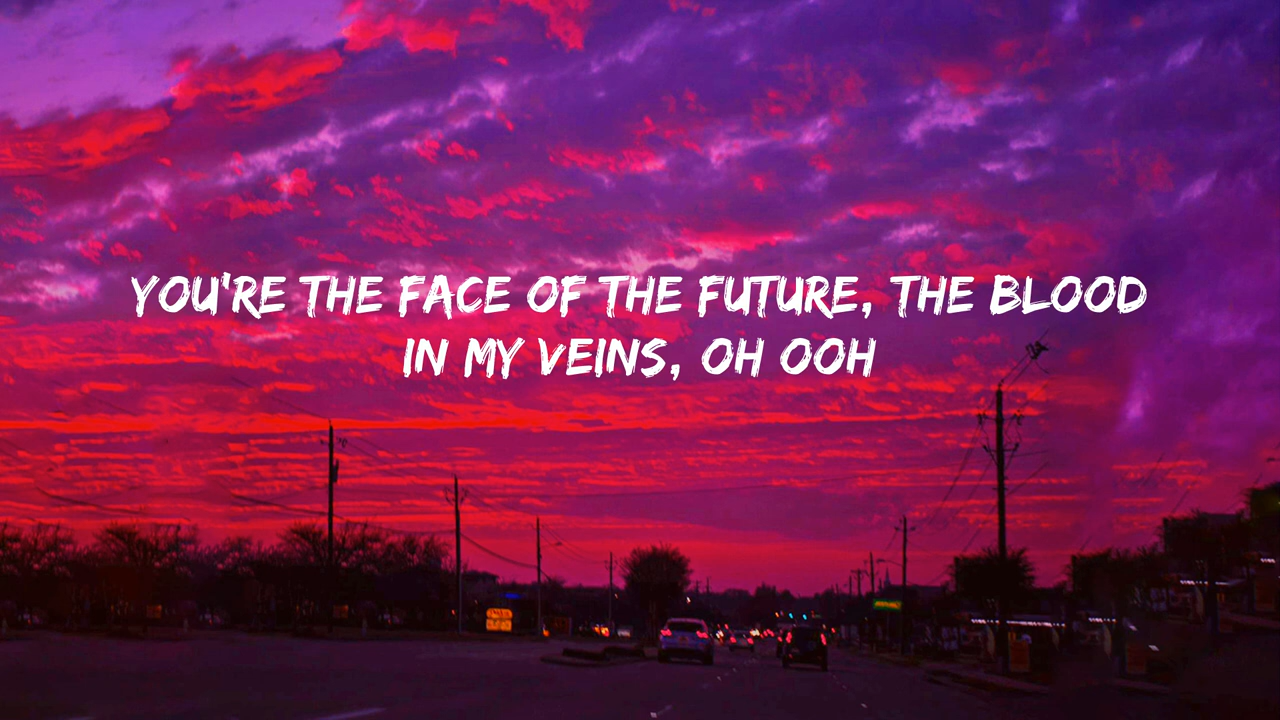 YOU'RE THE FACE OF THE FUTURE, THE BLOOD
IN MY VEINS, OH OOH